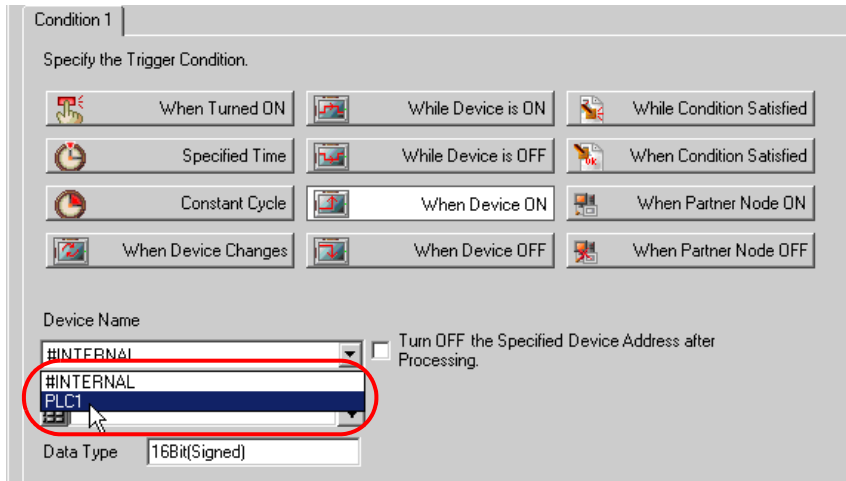 Condition 1
Specify the Trigger Condition.
When Turned ON
While Device is ON
While Condition Satisfied
Specified Time
While Device is OFF
When Condition Satisfied
Constant Cycle
When Device ON
When Partner Node ON
When Device Changes
When Device OFF
When Partner Node OFF
Device Name
#INTERNAL
Turn OFF the Specified Device Address after
Processing.
#INTERNAL
PLC1
Data Type
16Bit(Signed)